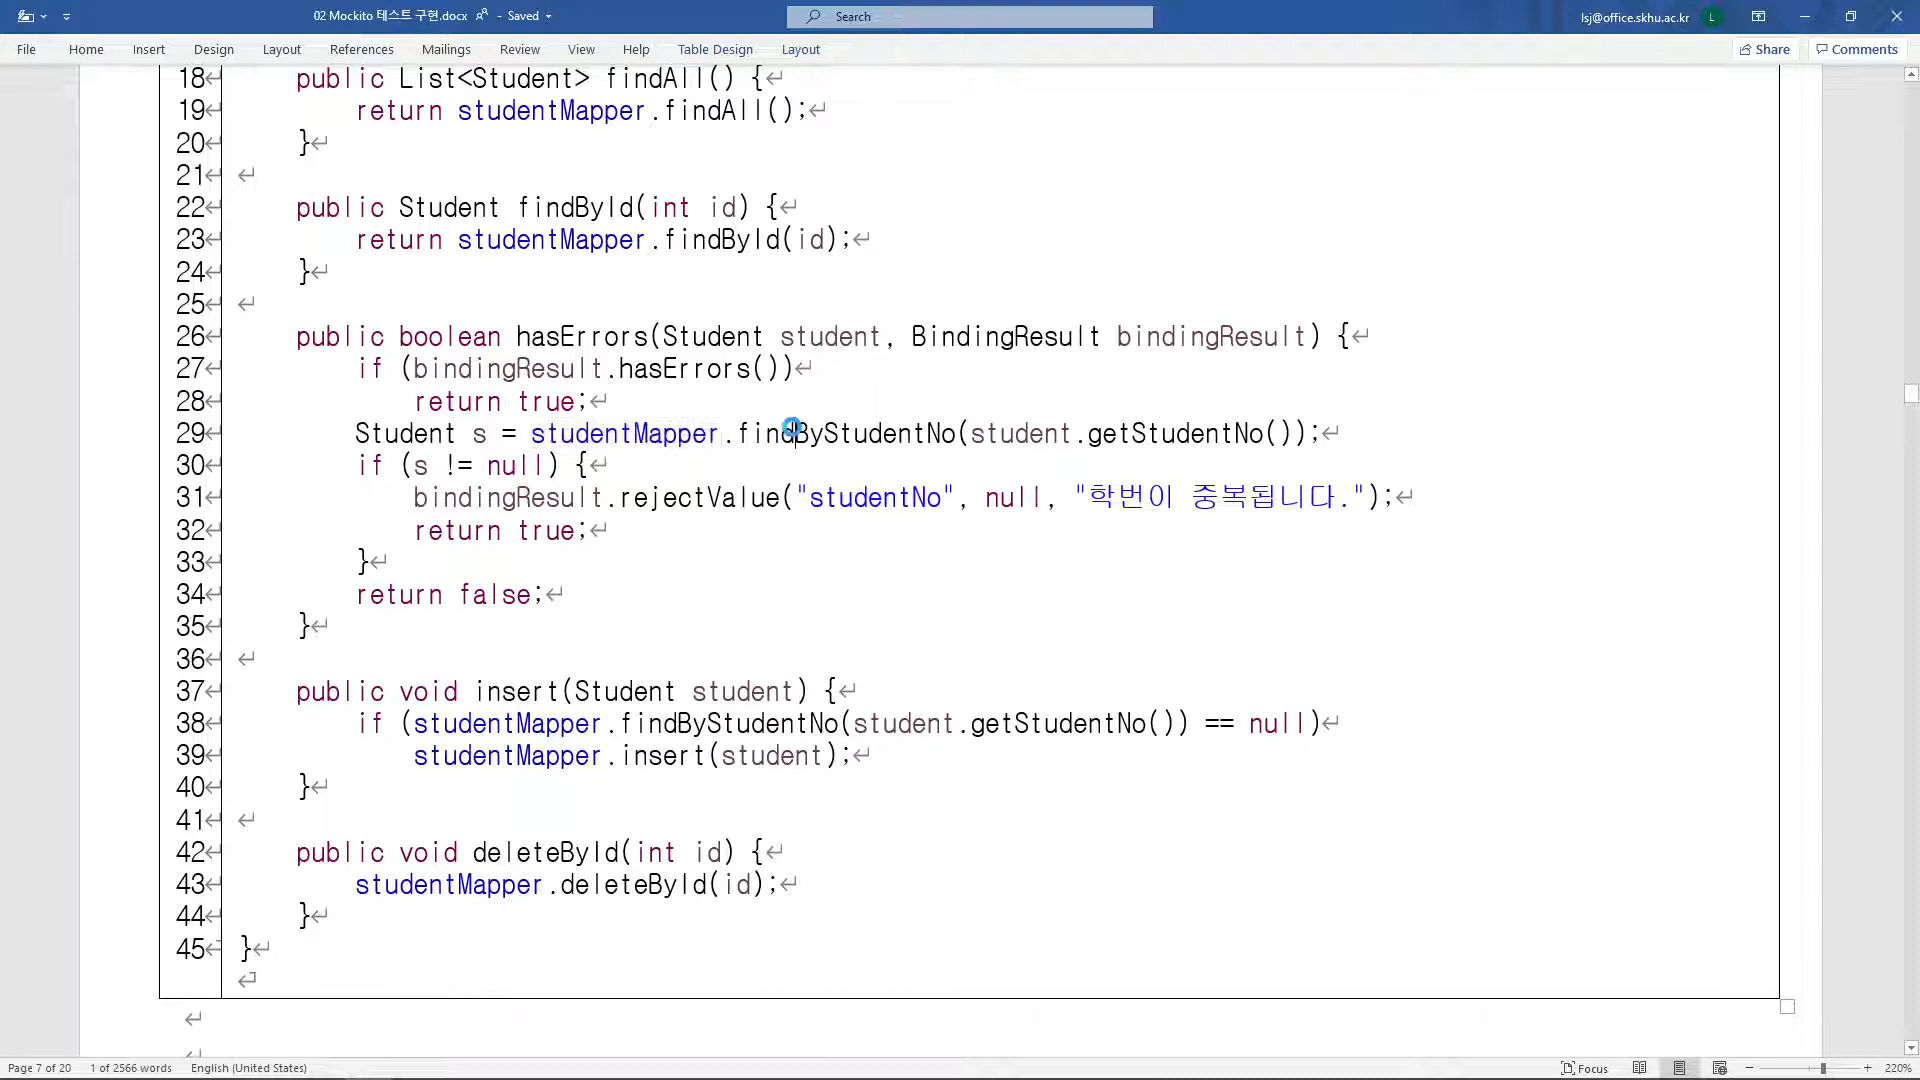 02 Mockito 테스트 구현.docx - Saved
Search
lsj@office.skhu.ac.kr L
File Home Insert Design Layout References Mailings Review View Help Table Design Layout Share Comments
18 public List<Student> findAll() {
19 return studentMapper.findAll();
20 }
21
22 public Student findById(int id) {
23 return studentMapper.findById(id);
24 }
25
26 public boolean hasErrors(Student student, BindingResult bindingResult) {
27 if (bindingResult.hasErrors())
28 return true;
29 Student s = studentMapper.findByStudentNo(student.getStudentNo());
30 if (s != null) {
31 bindingResult.rejectValue("studentNo", null, "학번이 중복됩니다.");
32 return true;
33 }
34 return false;
35 }
36
37 public void insert(Student student) {
38 if (studentMapper.findByStudentNo(student.getStudentNo()) == null)
39 studentMapper.insert(student);
40 }
41
42 public void deleteById(int id) {
43 studentMapper.deleteById(id);
44 }
45 }
Page 7 of 20 1 of 2566 words English (United States) Focus 220%